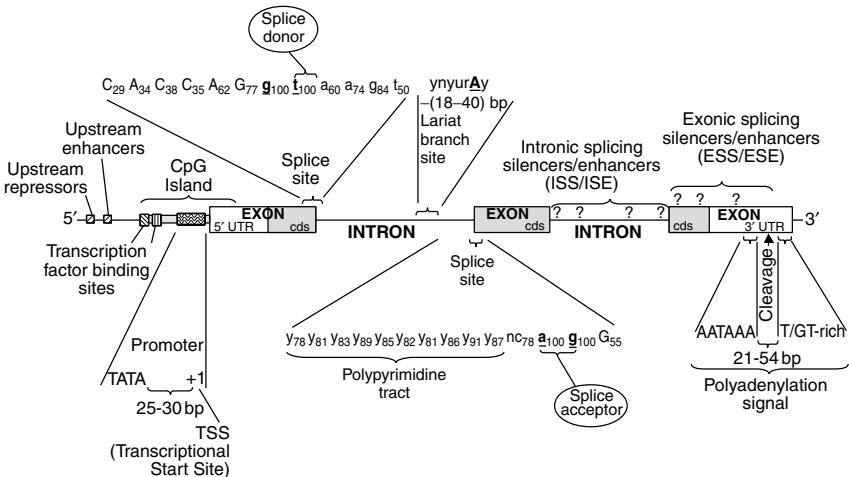 Splice
donor
C29 A34 C38 C35 A62 G77 g100 t100 a60 a74 g84 t50
ynyurAy
–(18–40) bp
Lariat
branch
site
Upstream
enhancers
Upstream
repressors
CpG
Island
Splice
site
Intronic splicing
silencers/enhancers
(ISS/ISE)
Exonic splicing
silencers/enhancers
(ESS/ESE)
? ? ? ? ? ? ?
5′ EXON EXON EXON 3′
5′ UTR cds INTRON cds INTRON cds 3′ UTR
Transcription
factor binding
sites
Splice
site
Cleavage
Promoter
TATA +1
25-30 bp
TSS
(Transcriptional
Start Site)
y78 y81 y83 y89 y85 y82 y81 y86 y91 y87 nc78 a100 g100 G55
Polypyrimidine
tract
Splice
acceptor
AATAAA T/GT-rich
21-54 bp
Polyadenylation
signal